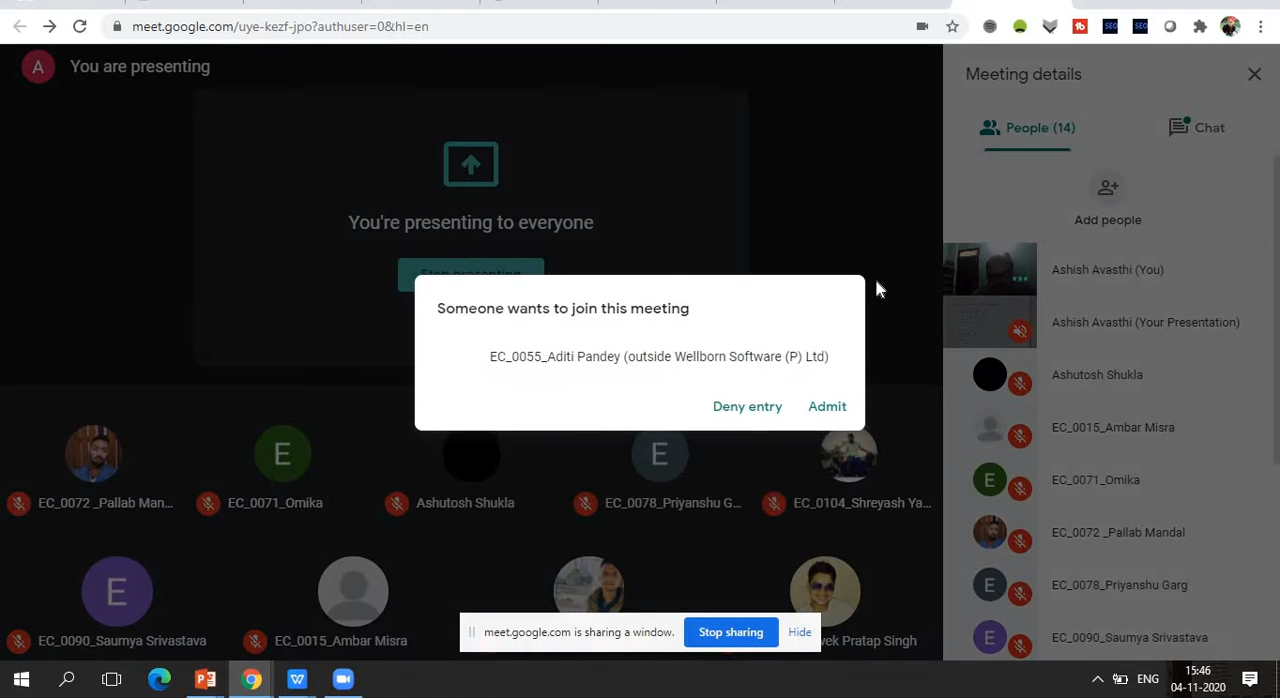 meet.google.com/uye-kezf-jpo?authuser=0&hl=en
SEO
SEO
A
You are presenting
You're presenting to everyone
Stop presenting
Someone wants to join this meeting
EC_0055_Aditi Pandey (outside Wellborn Software (P) Ltd)
Deny entry
Admit
Meeting details
People (14)
Chat
Add people
Ashish Avasthi (You)
Ashish Avasthi (Your Presentation)
Ashutosh Shukla
EC_0015_Ambar Misra
E
EC_0071_Omika
EC_0072 _Pallab Mandal
E
EC_0078_Priyanshu Garg
E
EC_0090_Saumya Srivastava
EC_0072 _Pallab Man...
E
EC_0071_Omika
Ashutosh Shukla
E
EC_0078_Priyanshu G...
EC_0104_Shreyash Ya...
E
EC_0090_Saumya Srivastava
EC_0015_Ambar Misra
Pratap Singh
meet.google.com is sharing a window.
Stop sharing
Hide
ENG
15:46
04-11-2020